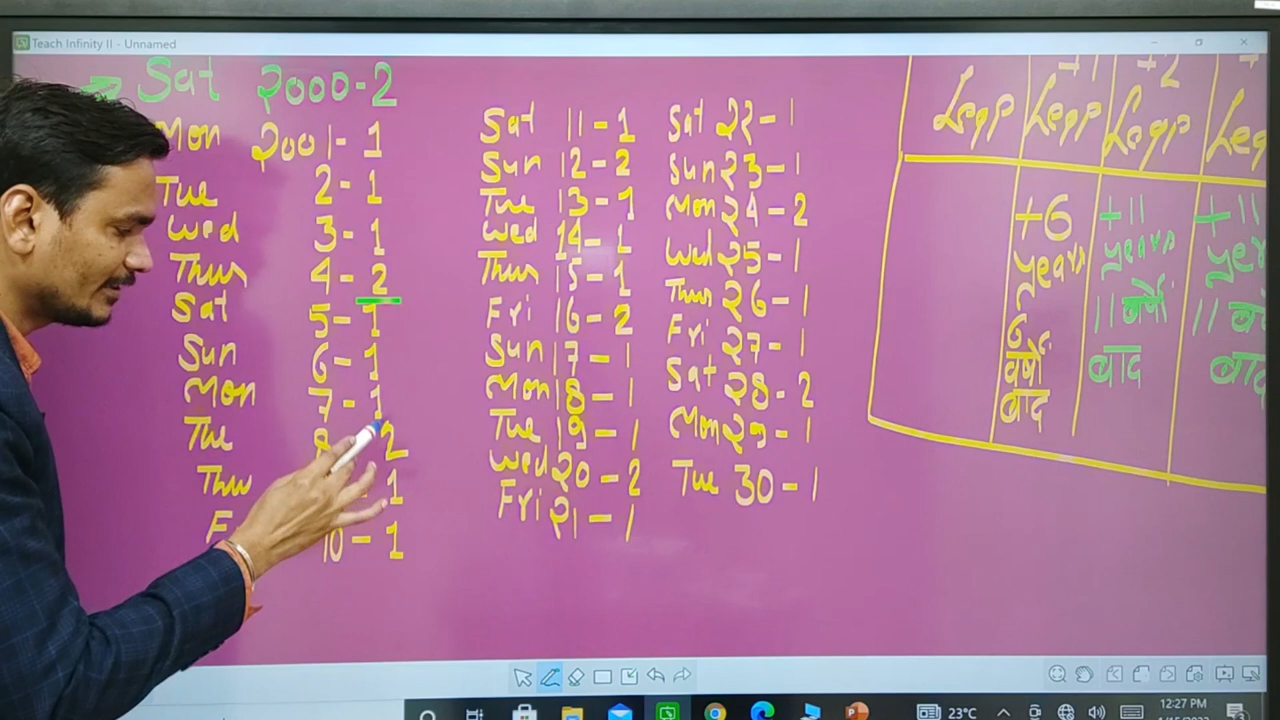 Teach Infinity II - Unnamed
→ Sat 2000-2
Mon 2001-1
Tue 2-1
Wed 3-1
Thur 4-2
Sat 5-1
Sun 6-1
Mon 7-1
Tue 8-2
Thu -1
F 10-1
Sat 11-1
Sun 12-2
Tue 13-1
Wed 14-1
Thur 15-1
Fri 16-2
Sun 17-1
Mon 18-1
Tue 19-1
Wed 20-2
Fri 21-1
Sat 22-1
Sun 23-1
Mon 24-2
Wed 25-1
Thur 26-1
Fri 27-1
Sat 28-2
Mon 29-1
Tue 30-1
+1 +2 +
Leap Leap Leap Leap
+6 +11 +11
years years years
6 11 वर्षो 11
वर्षो बाद बाद
बाद
23°C 12:27 PM